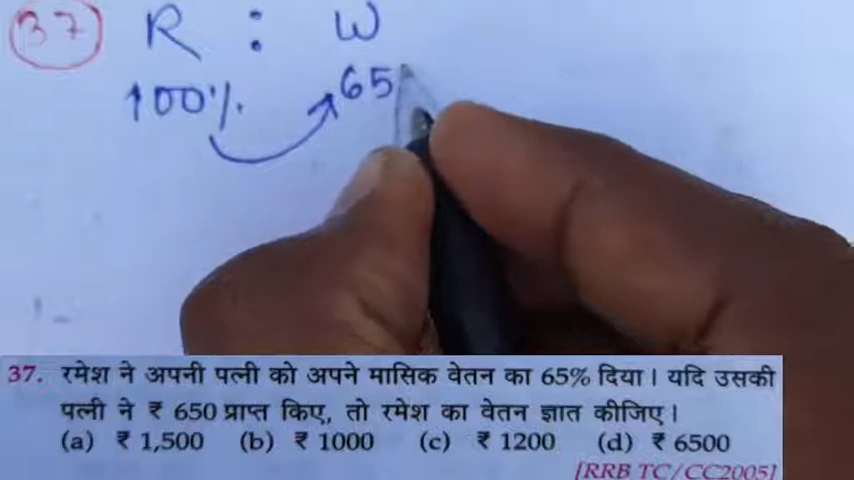 37 R : W
100% 65
37. रमेश ने अपनी पत्नी को अपने मासिक वेतन का 65% दिया। यदि उसकी
पत्नी ने ₹ 650 प्राप्त किए, तो रमेश का वेतन ज्ञात कीजिए।
(a) ₹ 1,500 (b) ₹ 1000 (c) ₹ 1200 (d) ₹ 6500
[RRB TC/CC2005]